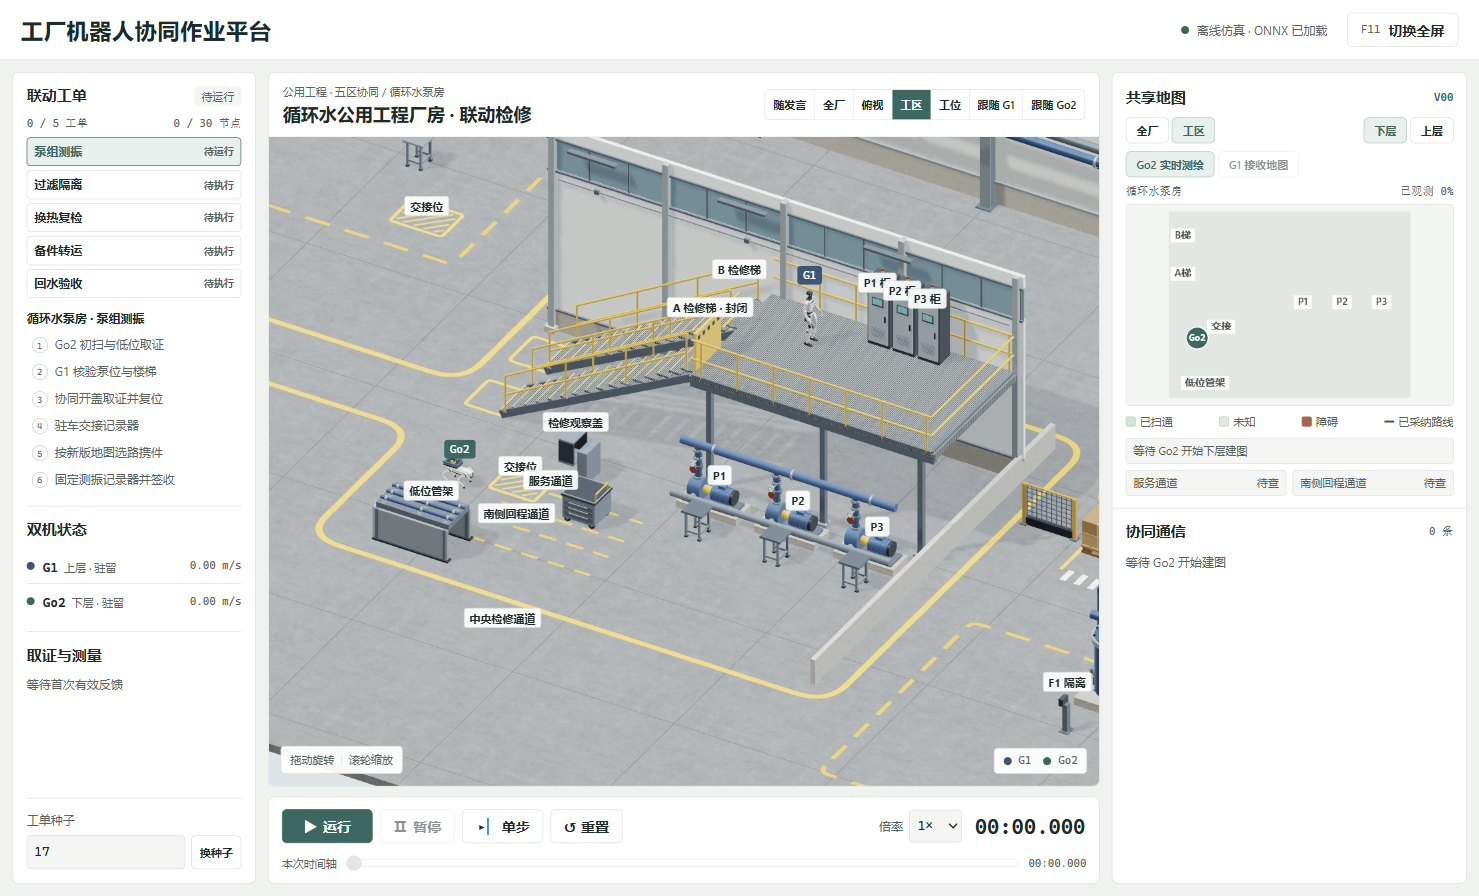 工厂机器人协同作业平台
离线仿真 · ONNX 已加载
F11 切换全屏
联动工单
待运行
0 / 5 工单
0 / 30 节点
泵组测振 待运行
过滤隔离 待执行
换热复检 待执行
备件转运 待执行
回水验收 待执行
循环水泵房 · 泵组测振
1 Go2 初扫与低位取证
2 G1 核验泵位与楼梯
3 协同开盖取证并复位
4 驻车交接记录器
5 按新版地图选路携件
6 固定测振记录器并签收
双机状态
G1 上层 · 驻留 0.00 m/s
Go2 下层 · 驻留 0.00 m/s
取证与测量
等待首次有效反馈
工单种子
17
换种子
公用工程 · 五区协同 / 循环水泵房
循环水公用工程厂房 · 联动检修
随发言 全厂 俯视 工区 工位 跟随 G1 跟随 Go2
交接位
B 检修梯
G1
P1 柜
P2 柜
P3 柜
A 检修梯 · 封闭
检修观察盖
Go2
交接位
服务通道
低位管架
南侧回程通道
P1
P2
P3
中央检修通道
F1 隔离
拖动旋转 滚轮缩放
G1 Go2
运行
暂停
单步
重置
倍率 1×
00:00.000
本次时间轴
00:00.000
共享地图
V00
全厂 工区
下层 上层
Go2 实时测绘 G1 接收地图
循环水泵房
已观测 0%
B梯
A梯
P1 P2 P3
交接
Go2
低位管架
已扫通 未知 障碍 已采纳路线
等待 Go2 开始下层建图
服务通道 待查
南侧回程通道 待查
协同通信
0 条
等待 Go2 开始建图